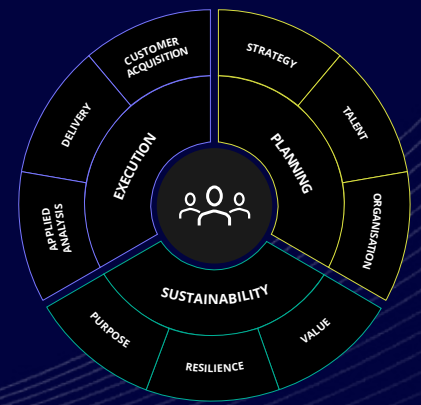 CUSTOMER
ACQUISITION
STRATEGY
DELIVERY
TALENT
EXECUTION
PLANNING
APPLIED
ANALYSIS
ORGANISATION
SUSTAINABILITY
PURPOSE
RESILIENCE
VALUE